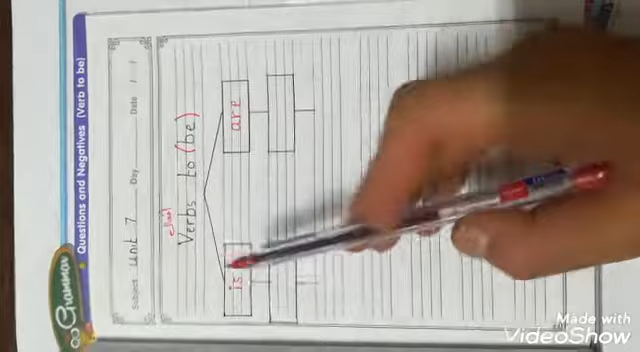 Grammar
Questions and Negatives (Verb to be)
Subject Unit 7 Day Date / /
Verbs to (be)
is
are
Made with
VideoShow